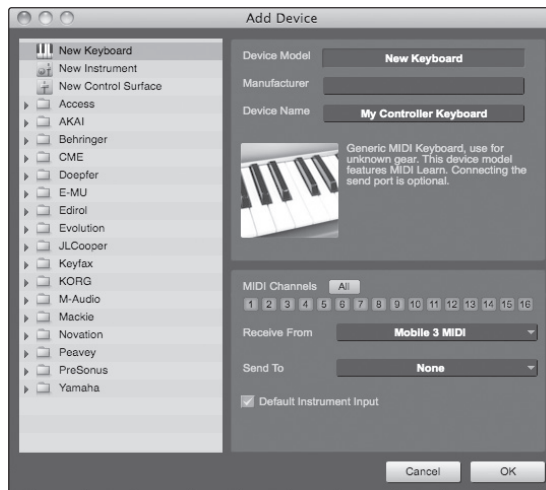 Add Device
New Keyboard
New Instrument
New Control Surface
Access
AKAI
Behringer
CME
Doepfer
E-MU
Edirol
Evolution
JLCooper
Keyfax
KORG
M-Audio
Mackie
Novation
Peavey
PreSonus
Yamaha
Device Model New Keyboard
Manufacturer
Device Name My Controller Keyboard
Generic MIDI Keyboard, use for
unknown gear. This device model
features MIDI Learn. Connecting the
send port is optional.
MIDI Channels All
1 2 3 4 5 6 7 8 9 10 11 12 13 14 15 16
Receive From Mobile 3 MIDI
Send To None
Default Instrument Input
Cancel OK